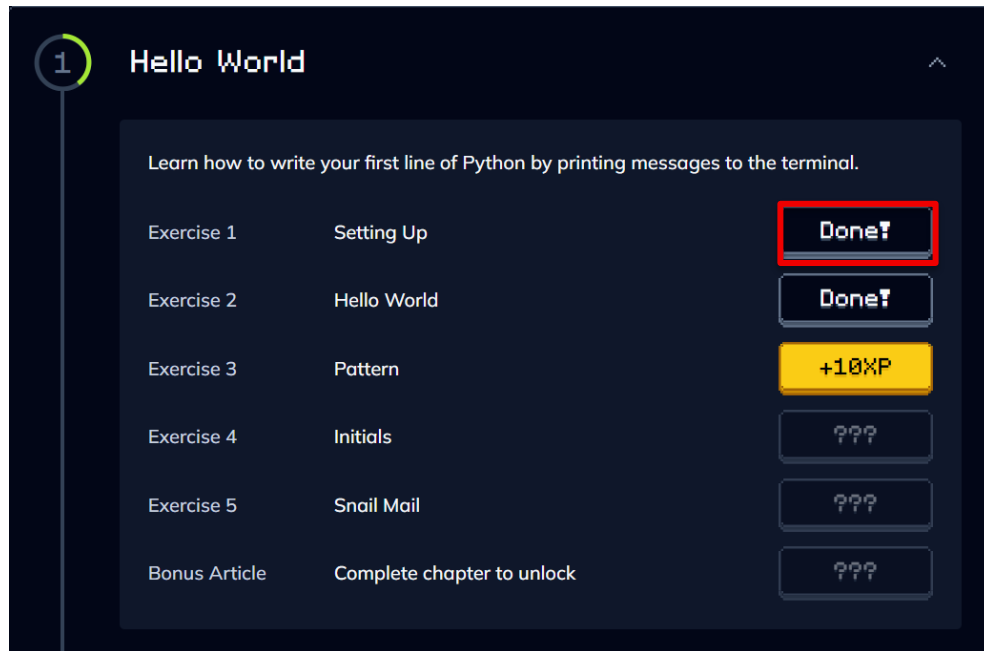 1 Hello World
Learn how to write your first line of Python by printing messages to the terminal.
Exercise 1 Setting Up Done!
Exercise 2 Hello World Done!
Exercise 3 Pattern +10XP
Exercise 4 Initials ???
Exercise 5 Snail Mail ???
Bonus Article Complete chapter to unlock ???